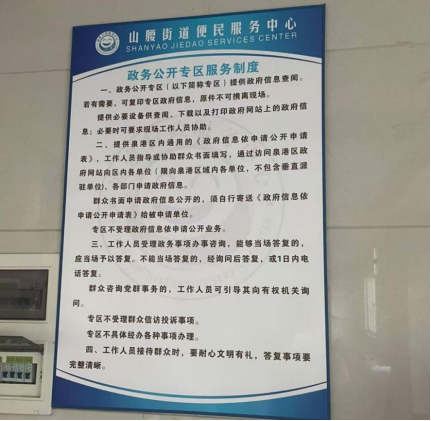 山腰街道便民服务中心
SHANYAO JIEDAO SERVICES CENTER
政务公开专区服务制度
一、政务公开专区（以下简称专区）提供政府信息查阅。
若有需要，可复印专区政府信息，原件不可携离现场。
提供必要设备供查阅、下载以及打印政府网站上的政府信
息；必要时可要求现场工作人员协助。
二、提供泉港区内通用的《政府信息依申请公开申请
表》，工作人员指导或协助群众书面填写，通过访问泉港区政
府网站向区内各单位（限向泉港区域内各单位，不包含垂直派
驻单位）、各部门申请政府信息。
群众书面申请政府信息公开的，须自行寄送《政府信息依
申请公开申请表》给被申请单位。
专区不受理政府信息依申请公开业务。
三、工作人员受理政务事项办事咨询，能够当场答复的，
应当场予以答复。不能当场答复的，经询问后答复，或1日内电
话答复。
群众咨询党群事务的，工作人员可引导其向有权机关询
问。
专区不受理群众信访投诉事项。
专区不具体经办各种事项办理。
四、工作人员接待群众时，要耐心文明有礼，答复事项要
完整清晰。